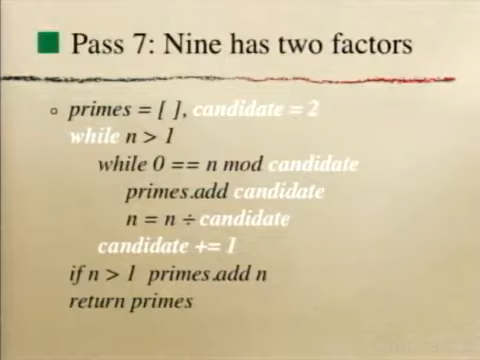 Pass 7: Nine has two factors
primes = [ ], candidate = 2
while n > 1
while 0 == n mod candidate
primes.add candidate
n = n ÷ candidate
candidate += 1
if n > 1 primes.add n
return primes